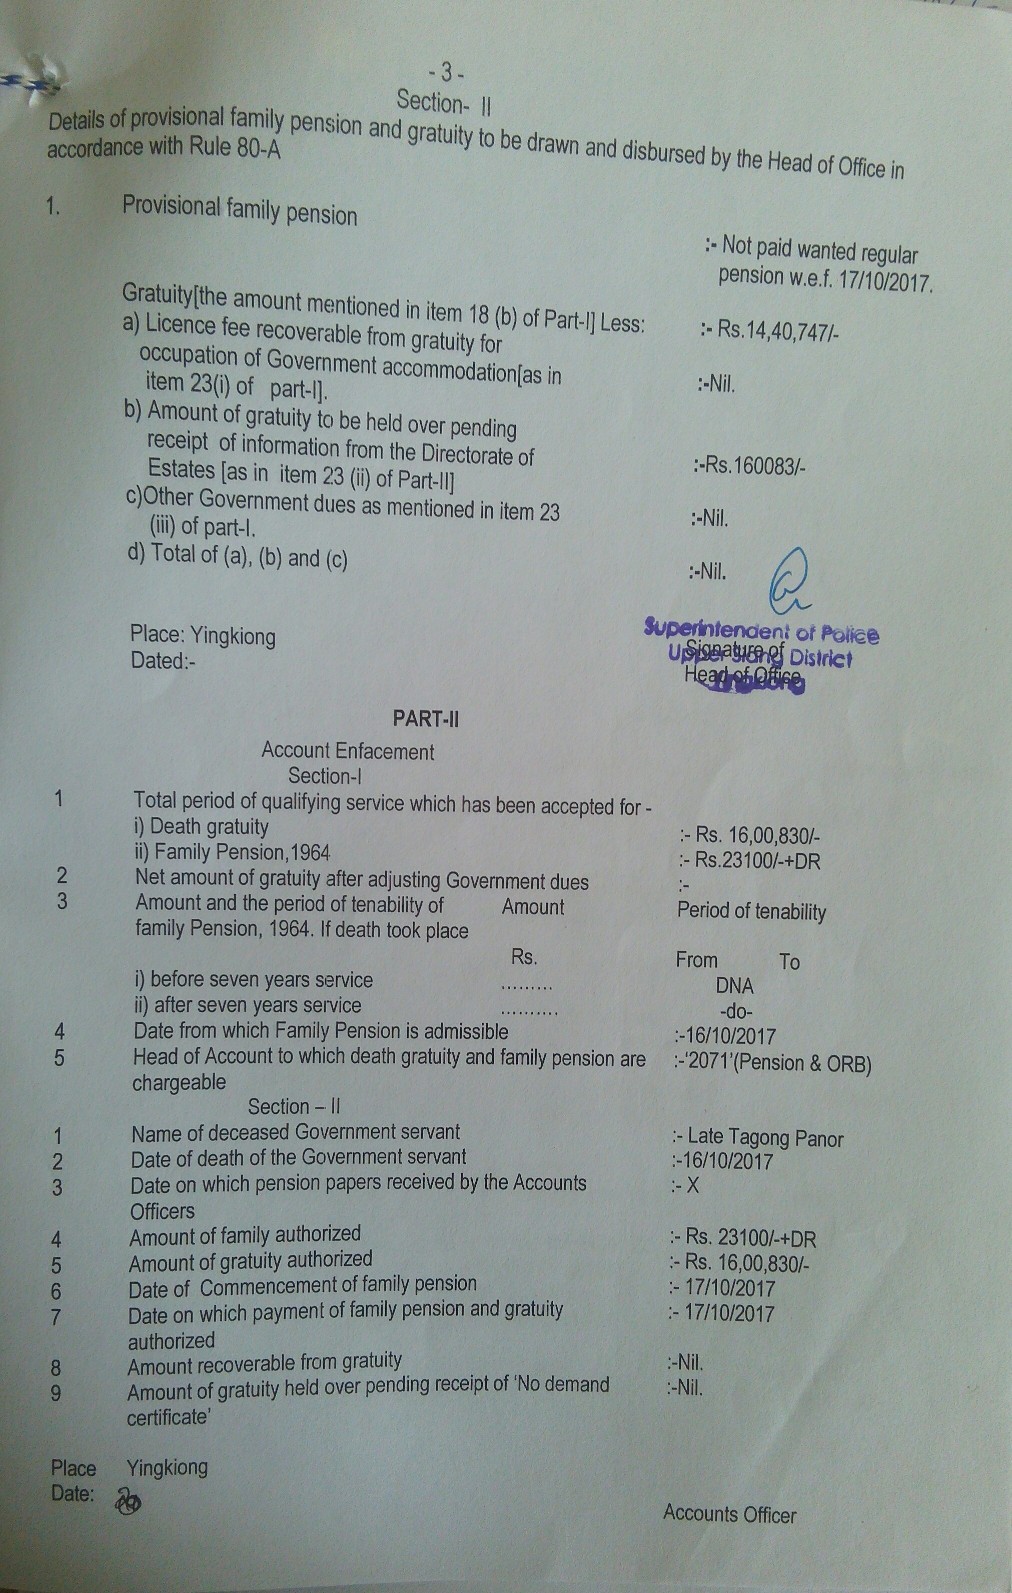 - 3 -
Section- II
Details of provisional family pension and gratuity to be drawn and disbursed by the Head of Office in
accordance with Rule 80-A
1. Provisional family pension
:- Not paid wanted regular
pension w.e.f. 17/10/2017.
Gratuity[the amount mentioned in item 18 (b) of Part-I] Less: :- Rs.14,40,747/-
a) Licence fee recoverable from gratuity for
occupation of Government accommodation[as in :-Nil.
item 23(i) of part-I].
b) Amount of gratuity to be held over pending
receipt of information from the Directorate of :-Rs.160083/-
Estates [as in item 23 (ii) of Part-II]
c)Other Government dues as mentioned in item 23 :-Nil.
(iii) of part-I.
d) Total of (a), (b) and (c) :-Nil.
Place: Yingkiong
Dated:-
Superintendent of Police
Upper Siang District
Signature of
Head of Office
PART-II
Account Enfacement
Section-I
1 Total period of qualifying service which has been accepted for -
i) Death gratuity :- Rs. 16,00,830/-
ii) Family Pension,1964 :- Rs.23100/-+DR
2 Net amount of gratuity after adjusting Government dues :-
3 Amount and the period of tenability of Amount Period of tenability
family Pension, 1964. If death took place
Rs. From To
i) before seven years service ......... DNA
ii) after seven years service .......... -do-
4 Date from which Family Pension is admissible :-16/10/2017
5 Head of Account to which death gratuity and family pension are :-'2071'(Pension & ORB)
chargeable
Section – II
1 Name of deceased Government servant :- Late Tagong Panor
2 Date of death of the Government servant :-16/10/2017
3 Date on which pension papers received by the Accounts :- X
Officers
4 Amount of family authorized :- Rs. 23100/-+DR
5 Amount of gratuity authorized :- Rs. 16,00,830/-
6 Date of Commencement of family pension :- 17/10/2017
7 Date on which payment of family pension and gratuity :- 17/10/2017
authorized
8 Amount recoverable from gratuity :-Nil.
9 Amount of gratuity held over pending receipt of 'No demand :-Nil.
certificate'
Place Yingkiong
Date:
Accounts Officer